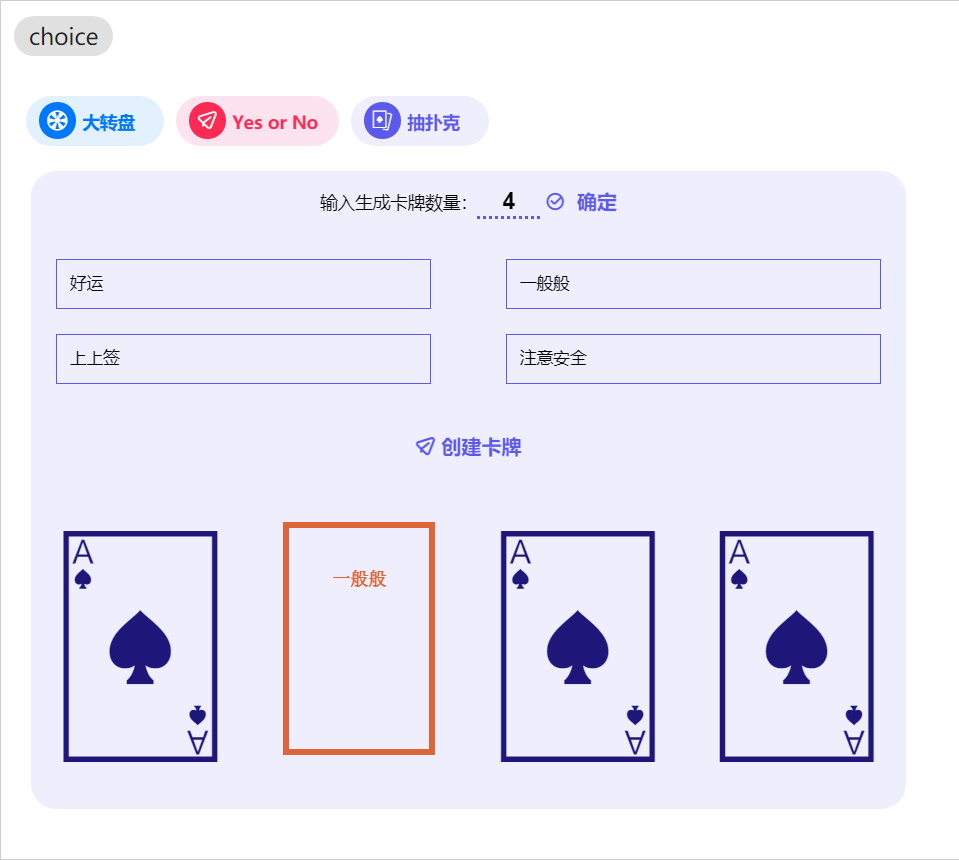 choice
大转盘 Yes or No 抽扑克
输入生成卡牌数量： 4 确定
好运 一般般
上上签 注意安全
创建卡牌
A A A
一般般
A A A